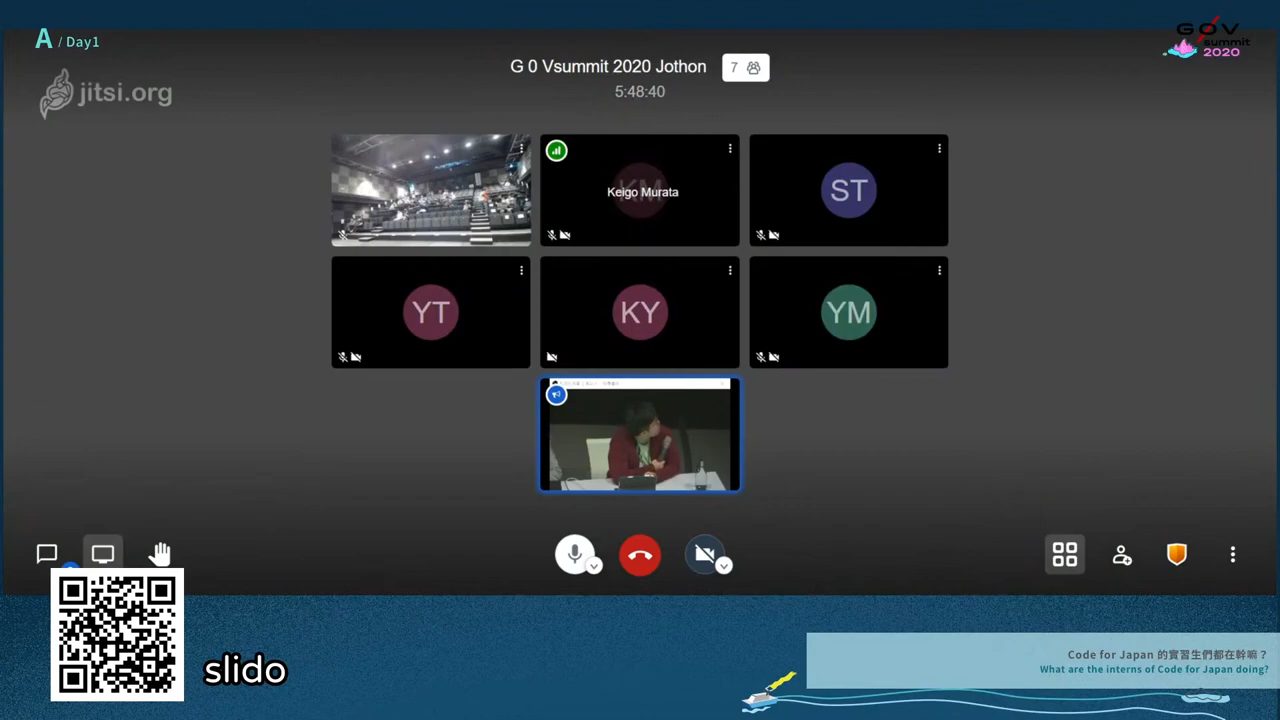 A / Day1
GOV
summit
2020
jitsi.org
G 0 Vsummit 2020 Jothon
7
5:48:40
KM
Keigo Murata
ST
YT
KY
YM
slido
Code for Japan 的實習生們都在幹嘛？
What are the interns of Code for Japan doing?